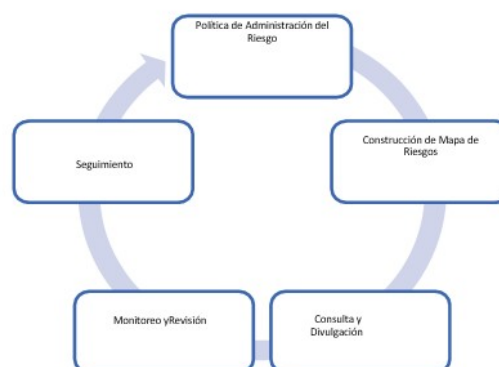 Política de Administración del
Riesgo
Construcción de Mapa de
Riesgos
Consulta y
Divulgación
Monitoreo yRevisión
Seguimiento